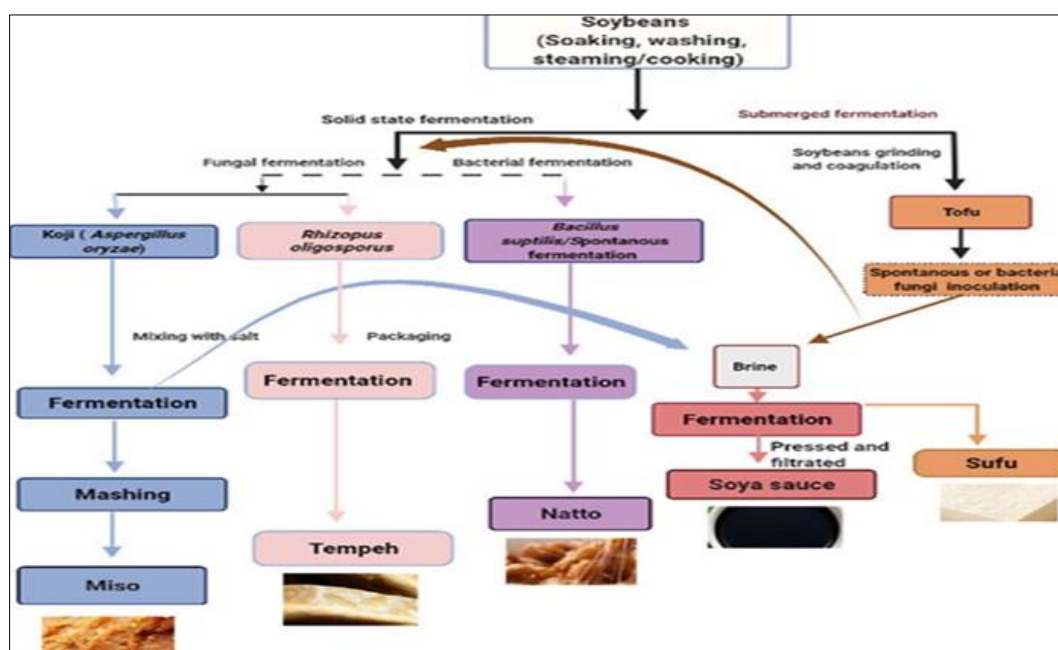 Soybeans
(Soaking, washing,
steaming/cooking)
Solid state fermentation
Submerged fermentation
Fungal fermentation
Bacterial fermentation
Soybeans grinding
and coagulation
Koji ( Aspergillus
oryzae)
Rhizopus
oligosporus
Bacillus
suptilis/Spontanous
fermentation
Tofu
Spontanous or bacteria
fungi inoculation
Mixing with salt
Packaging
Brine
Fermentation
Fermentation
Fermentation
Fermentation
Pressed and
filtrated
Sufu
Mashing
Soya sauce
Natto
Tempeh
Miso